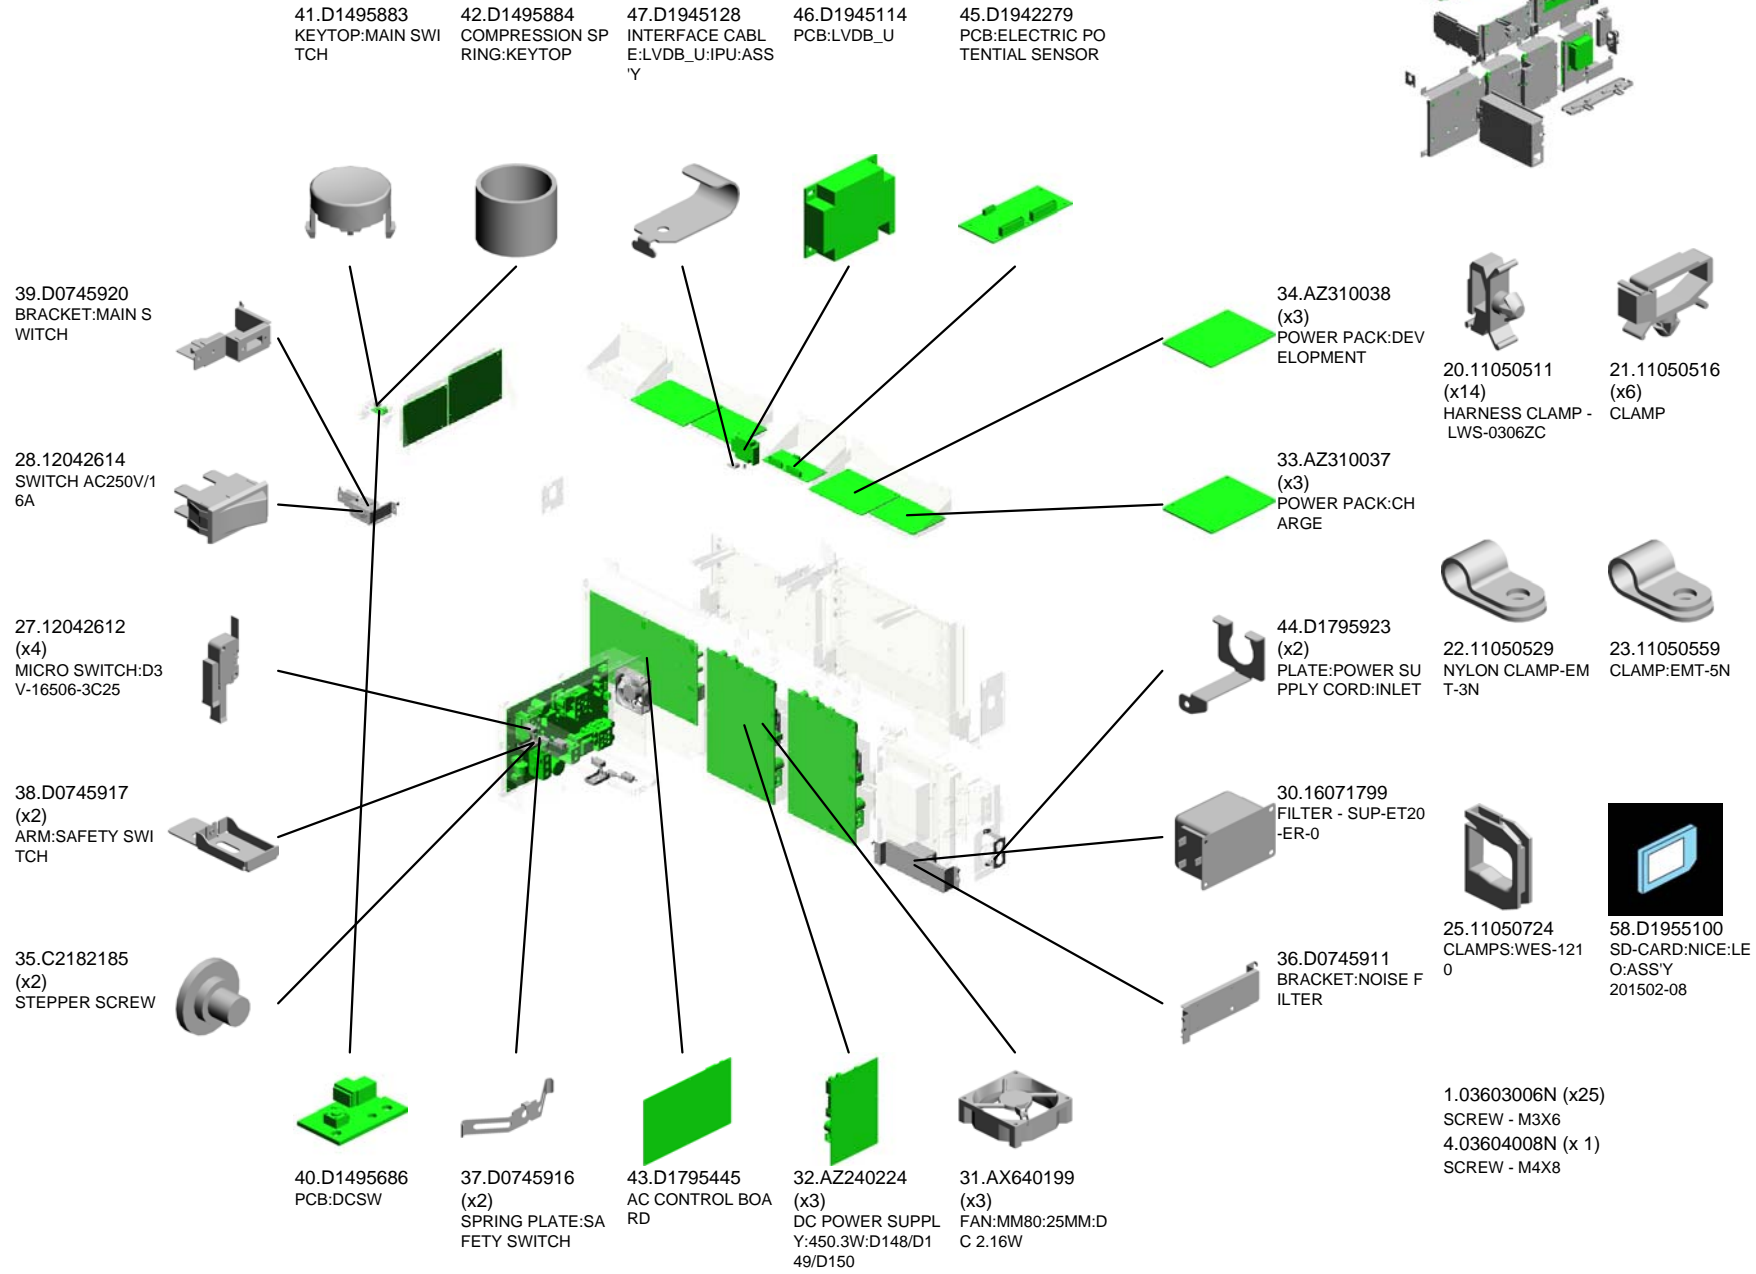 41.D1495883
KEYTOP:MAIN SWI
TCH
42.D1495884
COMPRESSION SP
RING:KEYTOP
47.D1945128
INTERFACE CABL
E:LVDB_U:IPU:ASS
'Y
46.D1945114
PCB:LVDB_U
45.D1942279
PCB:ELECTRIC PO
TENTIAL SENSOR
39.D0745920
BRACKET:MAIN S
WITCH
34.AZ310038
(x3)
POWER PACK:DEV
ELOPMENT
20.11050511
(x14)
HARNESS CLAMP -
LWS-0306ZC
21.11050516
(x6)
CLAMP
28.12042614
SWITCH AC250V/1
6A
33.AZ310037
(x3)
POWER PACK:CH
ARGE
27.12042612
(x4)
MICRO SWITCH:D3
V-16506-3C25
44.D1795923
(x2)
PLATE:POWER SU
PPLY CORD:INLET
22.11050529
NYLON CLAMP-EM
T-3N
23.11050559
CLAMP:EMT-5N
38.D0745917
(x2)
ARM:SAFETY SWI
TCH
30.16071799
FILTER - SUP-ET20
-ER-0
25.11050724
CLAMPS:WES-121
0
58.D1955100
SD-CARD:NICE:LE
O:ASS'Y
201502-08
35.C2182185
(x2)
STEPPER SCREW
36.D0745911
BRACKET:NOISE F
ILTER
40.D1495686
PCB:DCSW
37.D0745916
(x2)
SPRING PLATE:SA
FETY SWITCH
43.D1795445
AC CONTROL BOA
RD
32.AZ240224
(x3)
DC POWER SUPPL
Y:450.3W:D148/D1
49/D150
31.AX640199
(x3)
FAN:MM80:25MM:D
C 2.16W
1.03603006N (x25)
SCREW - M3X6
4.03604008N (x 1)
SCREW - M4X8